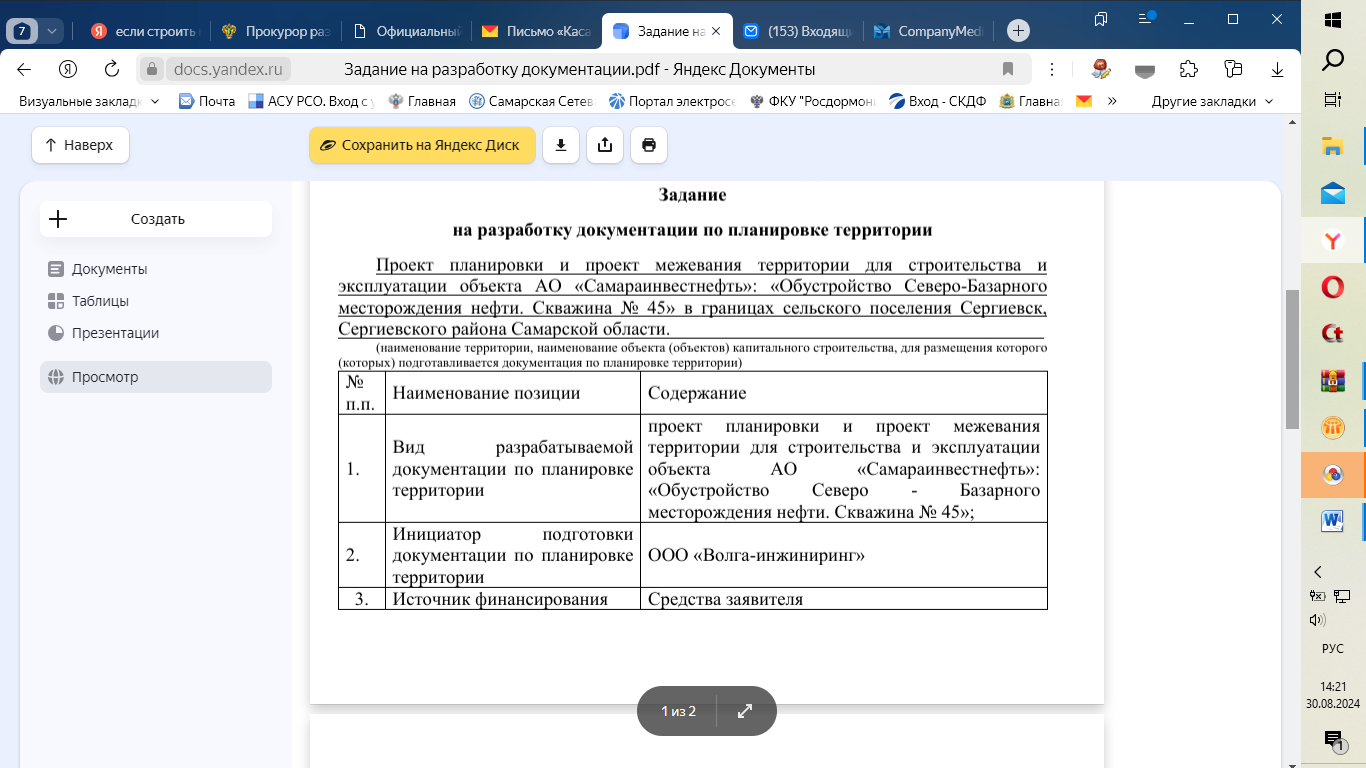 7
если строить
Прокурор раз
Официальный
Письмо «Каса
Задание на
(153) Входящ
CompanyMedi
docs.yandex.ru
Задание на разработку документации.pdf - Яндекс Документы
Визуальные заклад
Почта
АСУ РСО. Вход с у
Главная
Самарская Сетев
Портал электросе
ФКУ "Росдормони
Вход - СКДФ
Главна
»
Другие закладки
Наверх
Сохранить на Яндекс Диск
Создать
Документы
Таблицы
Презентации
Просмотр
Задание
на разработку документации по планировке территории
Проект планировки и проект межевания территории для строительства и
эксплуатации объекта АО «Самараинвестнефть»: «Обустройство Северо-Базарного
месторождения нефти. Скважина № 45» в границах сельского поселения Сергиевск,
Сергиевского района Самарской области.
(наименование территории, наименование объекта (объектов) капитального строительства, для размещения которого
(которых) подготавливается документация по планировке территории)
№
п.п.
Наименование позиции
Содержание
1.
Вид разрабатываемой
документации по планировке
территории
проект планировки и проект межевания
территории для строительства и эксплуатации
объекта АО «Самараинвестнефть»:
«Обустройство Северо - Базарного
месторождения нефти. Скважина № 45»;
2.
Инициатор подготовки
документации по планировке
территории
ООО «Волга-инжиниринг»
3.
Источник финансирования
Средства заявителя
1 из 2
РУС
14:21
30.08.2024
1